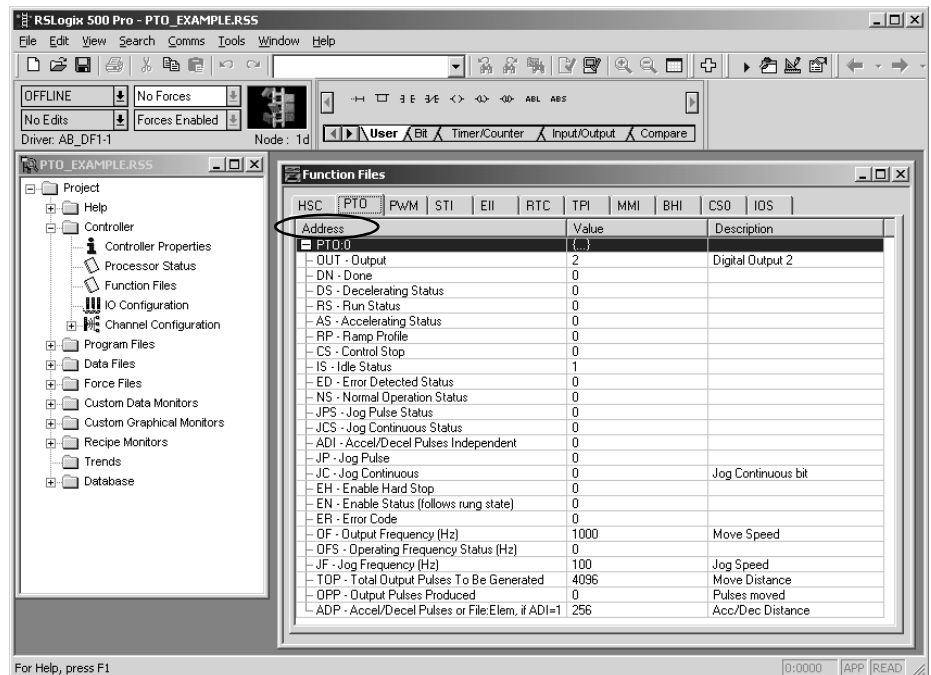 RSLogix 500 Pro - PTO_EXAMPLE.RSS
File Edit View Search Comms Tools Window Help
OFFLINE No Forces
No Edits Forces Enabled
Driver: AB_DF1-1 Node : 1d
ABL ABS
User Bit Timer/Counter Input/Output Compare
PTO_EXAMPLE.RSS
Project
Help
Controller
Controller Properties
Processor Status
Function Files
IO Configuration
Channel Configuration
Program Files
Data Files
Force Files
Custom Data Monitors
Custom Graphical Monitors
Recipe Monitors
Trends
Database
Function Files
HSC PTO PWM STI EII RTC TPI MMI BHI CS0 IOS
Address Value Description
PTO:0 {...}
OUT - Output 2 Digital Output 2
DN - Done 0
DS - Decelerating Status 0
RS - Run Status 0
AS - Accelerating Status 0
RP - Ramp Profile 0
CS - Control Stop 0
IS - Idle Status 1
ED - Error Detected Status 0
NS - Normal Operation Status 0
JPS - Jog Pulse Status 0
JCS - Jog Continuous Status 0
ADI - Accel/Decel Pulses Independent 0
JP - Jog Pulse 0
JC - Jog Continuous 0 Jog Continuous bit
EH - Enable Hard Stop 0
EN - Enable Status (follows rung state) 0
ER - Error Code 0
OF - Output Frequency (Hz) 1000 Move Speed
OFS - Operating Frequency Status (Hz) 0
JF - Jog Frequency (Hz) 100 Jog Speed
TOP - Total Output Pulses To Be Generated 4096 Move Distance
OPP - Output Pulses Produced 0 Pulses moved
ADP - Accel/Decel Pulses or File:Elem, if ADI=1 256 Acc/Dec Distance
For Help, press F1 0:0000 APP READ